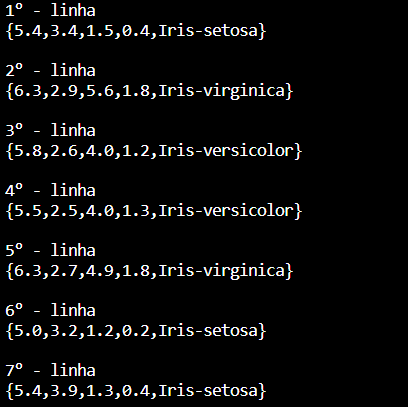 1º - linha
{5.4,3.4,1.5,0.4,Iris-setosa}
2º - linha
{6.3,2.9,5.6,1.8,Iris-virginica}
3º - linha
{5.8,2.6,4.0,1.2,Iris-versicolor}
4º - linha
{5.5,2.5,4.0,1.3,Iris-versicolor}
5º - linha
{6.3,2.7,4.9,1.8,Iris-virginica}
6º - linha
{5.0,3.2,1.2,0.2,Iris-setosa}
7º - linha
{5.4,3.9,1.3,0.4,Iris-setosa}